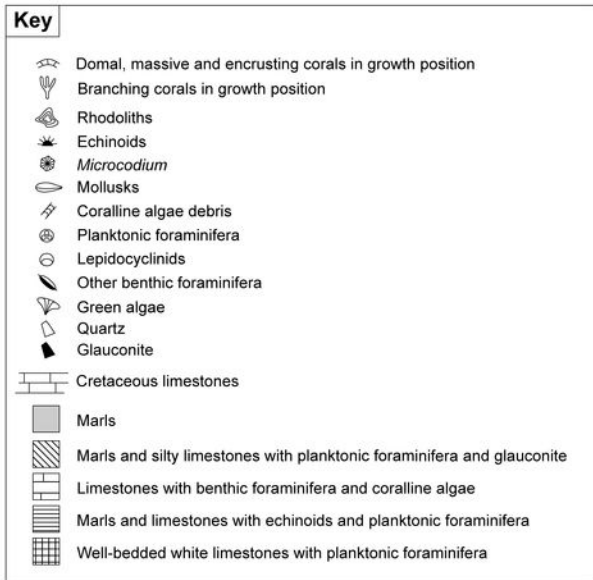 Key
Domal, massive and encrusting corals in growth position
Branching corals in growth position
Rhodoliths
Echinoids
Microcodium
Mollusks
Coralline algae debris
Planktonic foraminifera
Lepidocyclinids
Other benthic foraminifera
Green algae
Quartz
Glauconite
Cretaceous limestones
Marls
Marls and silty limestones with planktonic foraminifera and glauconite
Limestones with benthic foraminifera and coralline algae
Marls and limestones with echinoids and planktonic foraminifera
Well-bedded white limestones with planktonic foraminifera